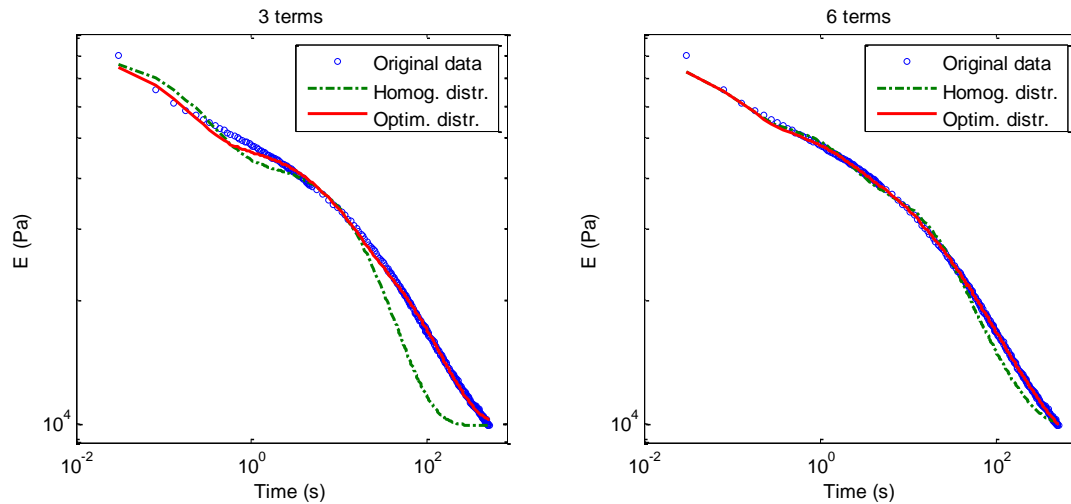 3 terms
Original data
Homog. distr.
Optim. distr.
E (Pa)
10^4
10^-2
10^0
10^2
Time (s)
6 terms
Original data
Homog. distr.
Optim. distr.
E (Pa)
10^4
10^-2
10^0
10^2
Time (s)